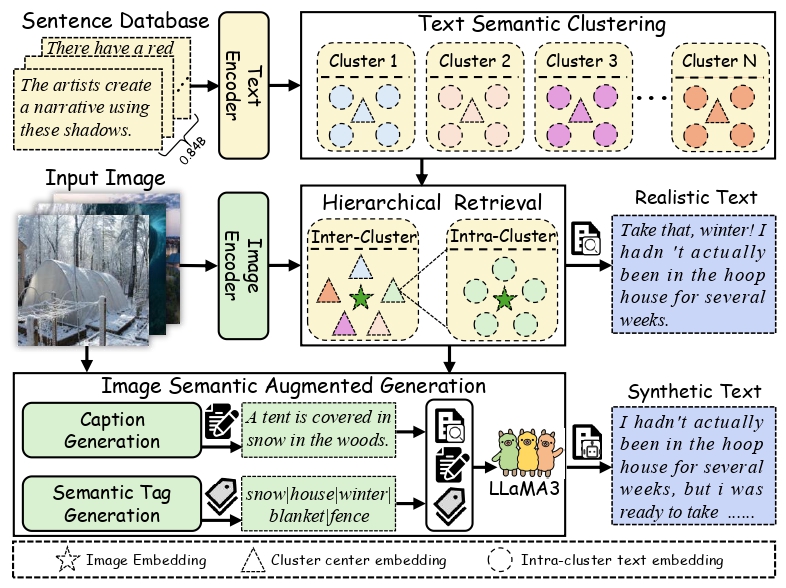 Sentence Database
There have a red
The artists create
a narrative using
these shadows.
0.84B
Text
Encoder
Text Semantic Clustering
Cluster 1
Cluster 2
Cluster 3
Cluster N
Input Image
Image
Encoder
Hierarchical Retrieval
Inter-Cluster
Intra-Cluster
Realistic Text
Take that, winter! I
hadn 't actually
been in the hoop
house for several
weeks.
Image Semantic Augmented Generation
Caption
Generation
A tent is covered in
snow in the woods.
Semantic Tag
Generation
snow|house|winter|
blanket|fence
LLaMA3
Synthetic Text
I hadn't actually
been in the hoop
house for several
weeks, but i was
ready to take ......
Image Embedding
Cluster center embedding
Intra-cluster text embedding